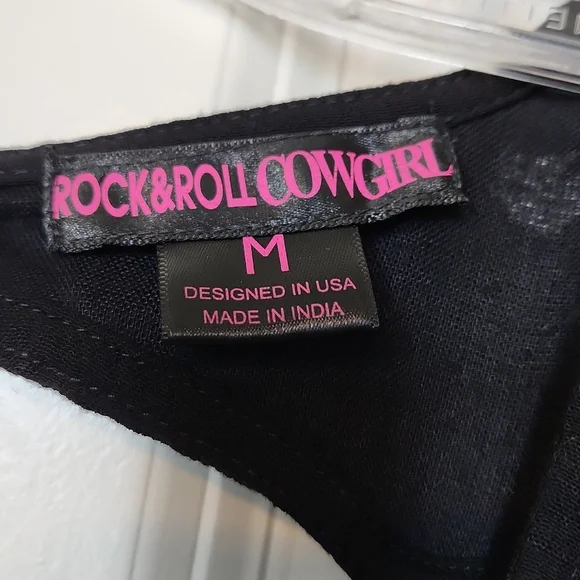 ROCK&ROLL COWGIRL
M
DESIGNED IN USA
MADE IN INDIA